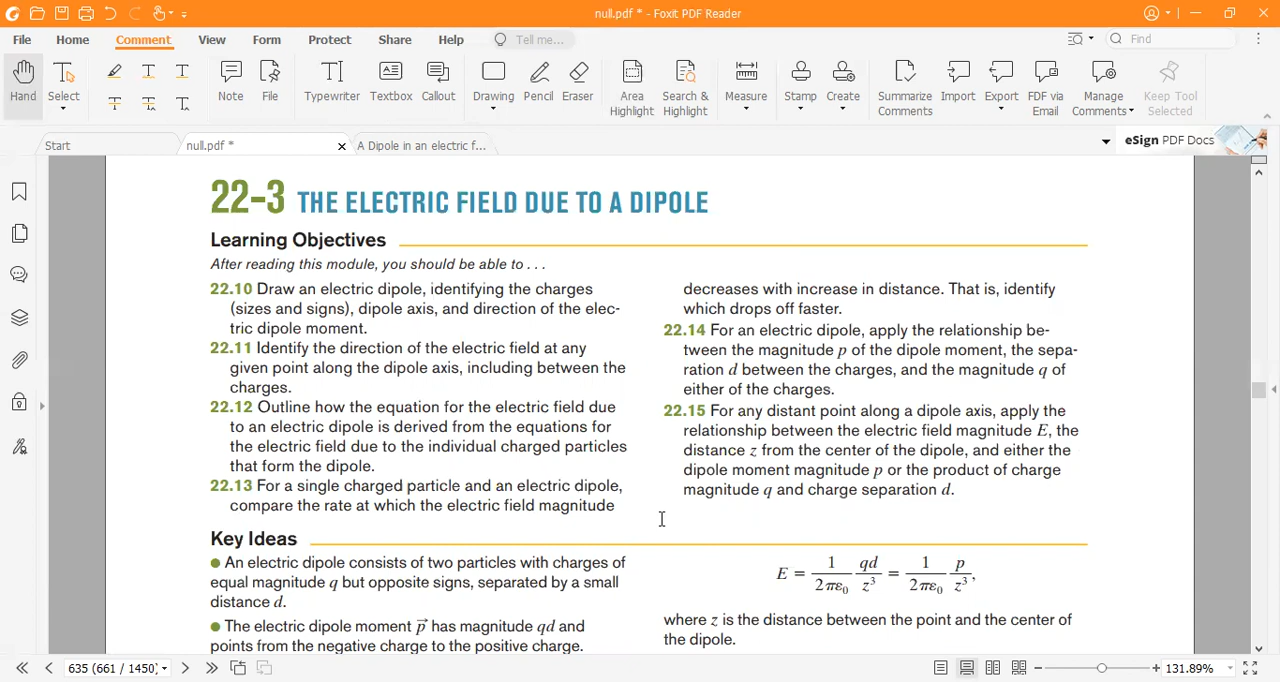 null.pdf * - Foxit PDF Reader
File Home Comment View Form Protect Share Help Tell me... Find
Hand Select Note File Typewriter Textbox Callout Drawing Pencil Eraser Area Highlight Search & Highlight Measure Stamp Create Summarize Comments Import Export PDF via Email Manage Comments Keep Tool Selected
Start null.pdf * A Dipole in an electric f... eSign PDF Docs
22–3 THE ELECTRIC FIELD DUE TO A DIPOLE
Learning Objectives
After reading this module, you should be able to . . .
22.10 Draw an electric dipole, identifying the charges
(sizes and signs), dipole axis, and direction of the elec-
tric dipole moment.
22.11 Identify the direction of the electric field at any
given point along the dipole axis, including between the
charges.
22.12 Outline how the equation for the electric field due
to an electric dipole is derived from the equations for
the electric field due to the individual charged particles
that form the dipole.
22.13 For a single charged particle and an electric dipole,
compare the rate at which the electric field magnitude
decreases with increase in distance. That is, identify
which drops off faster.
22.14 For an electric dipole, apply the relationship be-
tween the magnitude p of the dipole moment, the sepa-
ration d between the charges, and the magnitude q of
either of the charges.
22.15 For any distant point along a dipole axis, apply the
relationship between the electric field magnitude E, the
distance z from the center of the dipole, and either the
dipole moment magnitude p or the product of charge
magnitude q and charge separation d.
Key Ideas
● An electric dipole consists of two particles with charges of
equal magnitude q but opposite signs, separated by a small
distance d.
● The electric dipole moment p⃗ has magnitude qd and
points from the negative charge to the positive charge.
E = 1/(2πε₀) qd/z³ = 1/(2πε₀) p/z³,
where z is the distance between the point and the center of
the dipole.
635 (661 / 1450) 131.89%